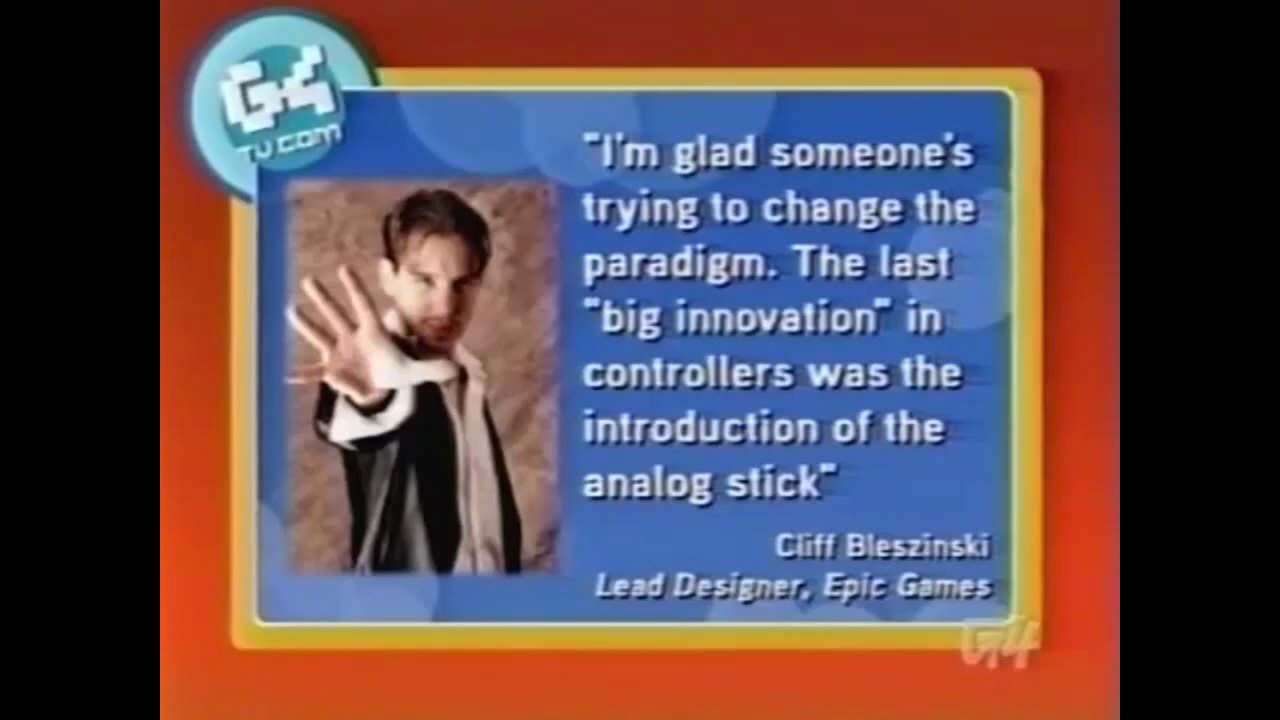 G4
TV.COM
"I'm glad someone's
trying to change the
paradigm. The last
"big innovation" in
controllers was the
introduction of the
analog stick"
Cliff Bleszinski
Lead Designer, Epic Games
G4